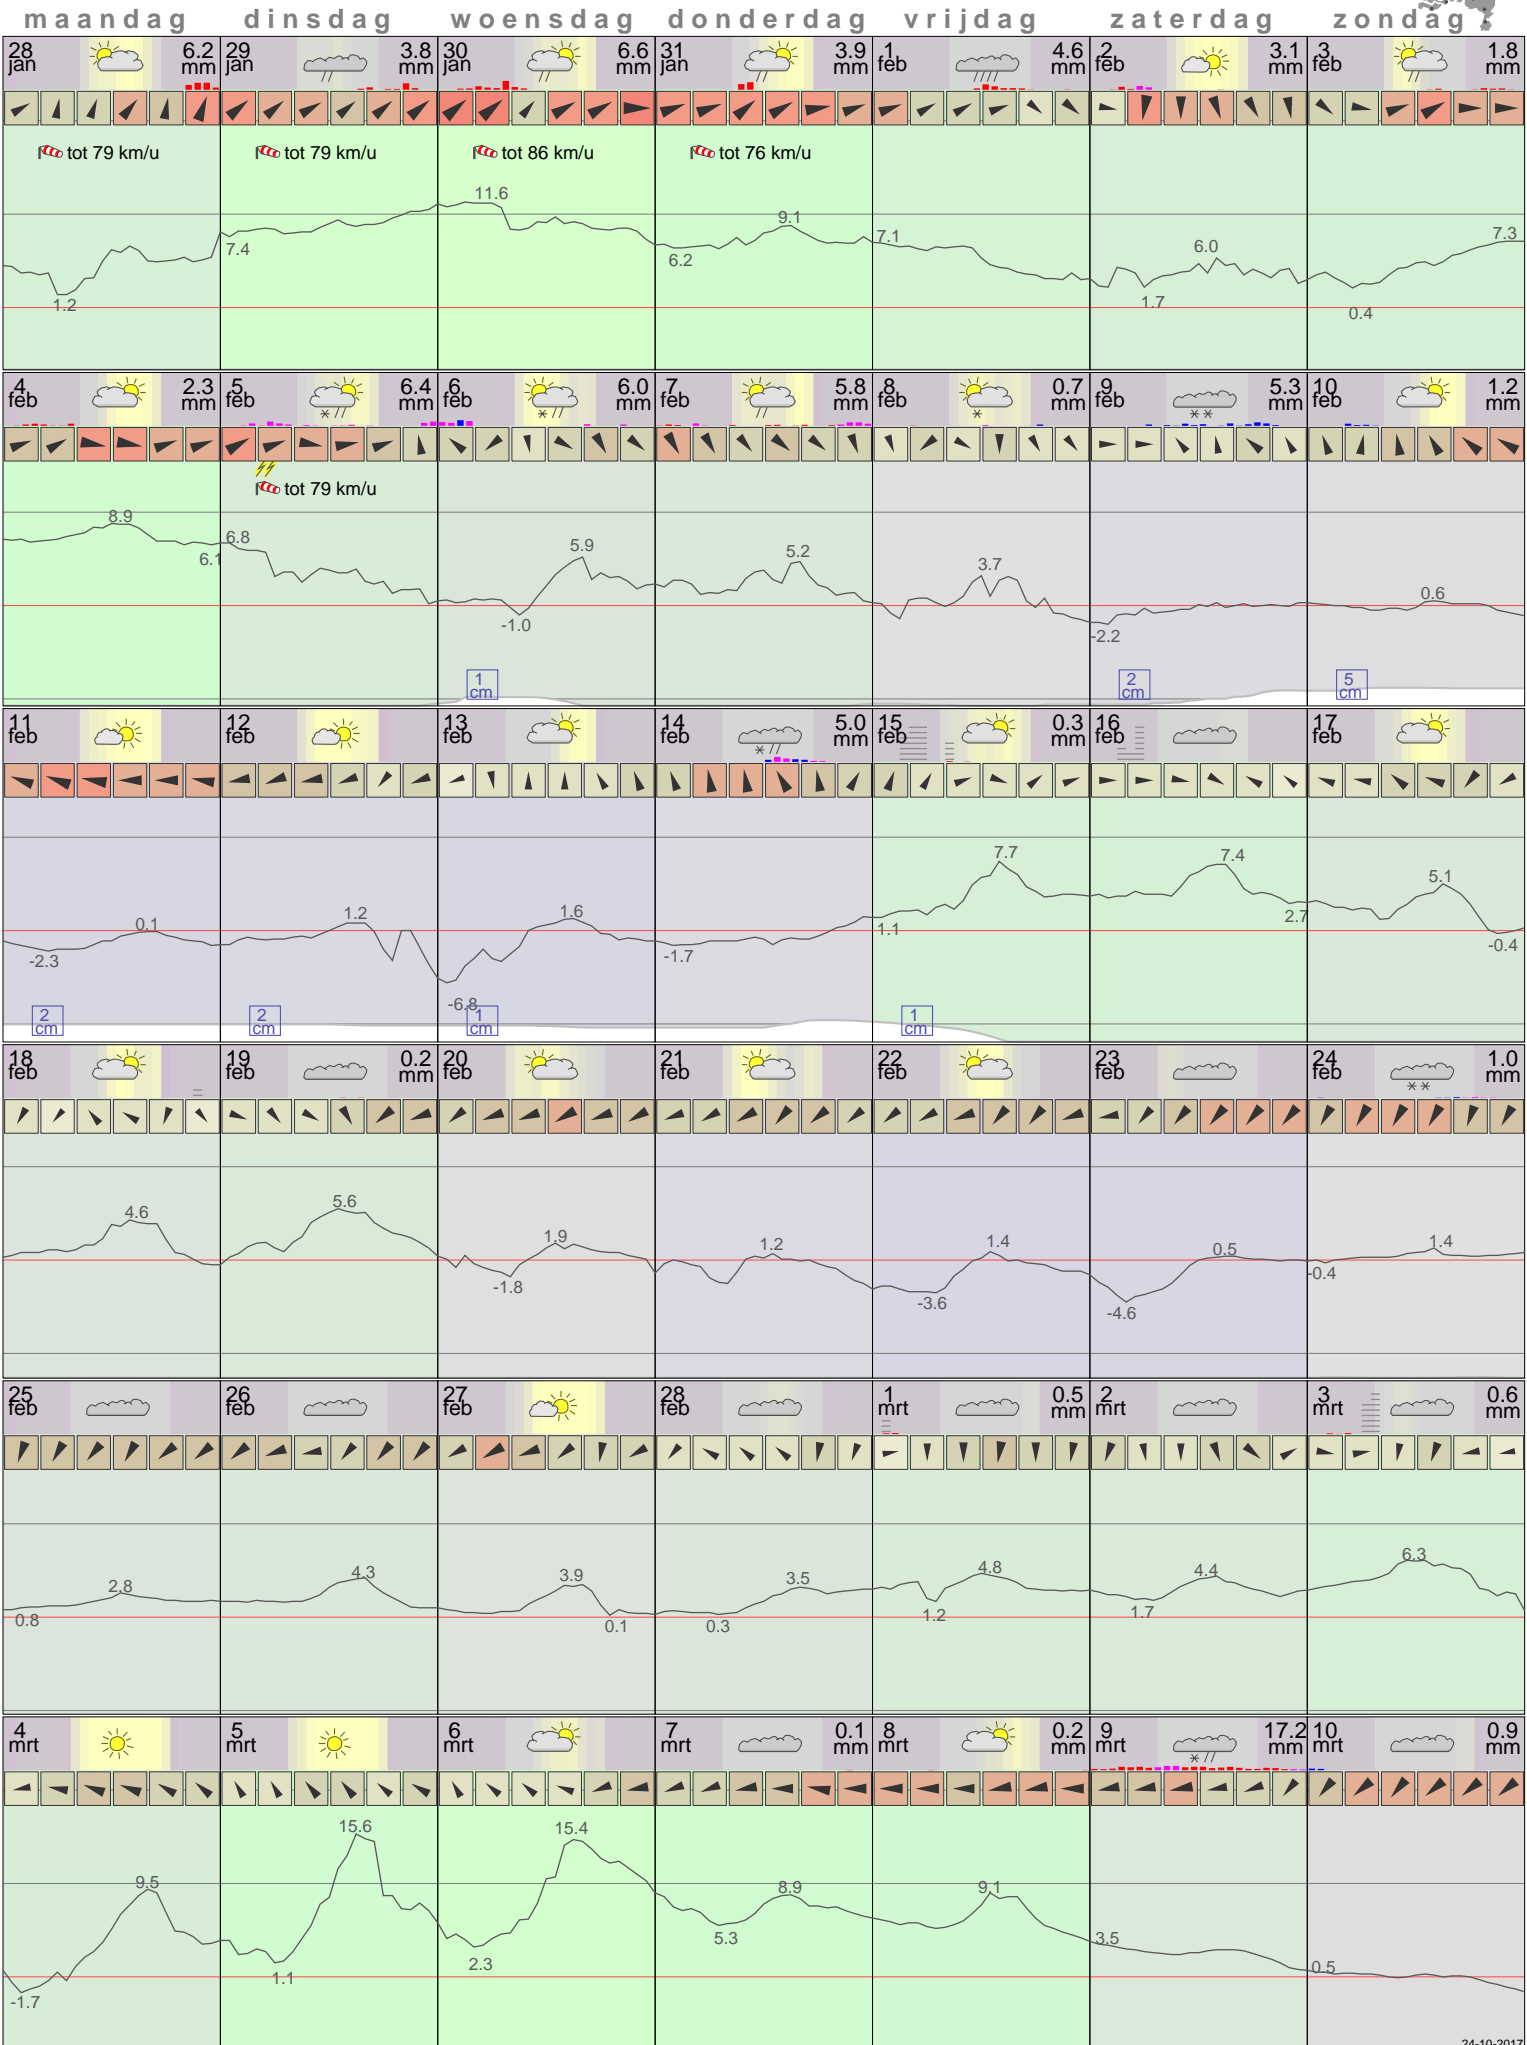 maandag dinsdag woensdag donderdag vrijdag zaterdag zondag
28 jan 6.2 mm
29 jan 3.8 mm
30 jan 6.6 mm
31 jan 3.9 mm
1 feb 4.6 mm
2 feb 3.1 mm
3 feb 1.8 mm
tot 79 km/u
tot 79 km/u
tot 86 km/u
tot 76 km/u
1.2
7.4
11.6
6.2
9.1
7.1
1.7
6.0
0.4
7.3
4 feb 2.3 mm
5 feb 6.4 mm
6 feb 6.0 mm
7 feb 5.8 mm
8 feb 0.7 mm
9 feb 5.3 mm
10 feb 1.2 mm
tot 79 km/u
8.9
6.1
6.8
-1.0
5.9
5.2
3.7
-2.2
0.6
1 cm
2 cm
5 cm
11 feb
12 feb
13 feb
14 feb 5.0 mm
15 feb 0.3 mm
16 feb
17 feb
-2.3
0.1
1.2
-6.8
1.6
-1.7
1.1
7.7
7.4
2.7
5.1
-0.4
2 cm
2 cm
1 cm
1 cm
18 feb
19 feb 0.2 mm
20 feb
21 feb
22 feb
23 feb
24 feb 1.0 mm
4.6
5.6
-1.8
1.9
1.2
-3.6
1.4
-4.6
0.5
-0.4
1.4
25 feb
26 feb
27 feb
28 feb
1 mrt 0.5 mm
2 mrt
3 mrt 0.6 mm
0.8
2.8
4.3
3.9
0.1
0.3
3.5
1.2
4.8
1.7
4.4
6.3
4 mrt
5 mrt
6 mrt
7 mrt 0.1 mm
8 mrt 0.2 mm
9 mrt 17.2 mm
10 mrt 0.9 mm
-1.7
9.5
1.1
15.6
2.3
15.4
5.3
8.9
9.1
3.5
0.5
24-10-2017